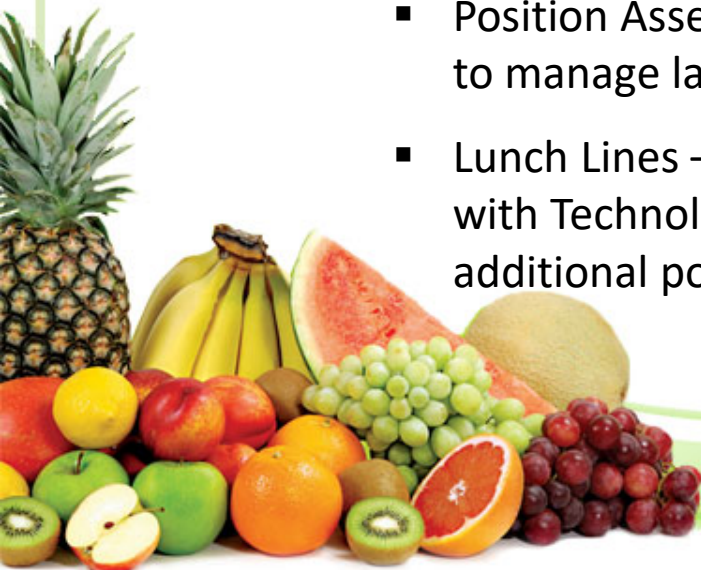 ▪ Position Asse
to manage la
▪ Lunch Lines -
with Technol
additional po